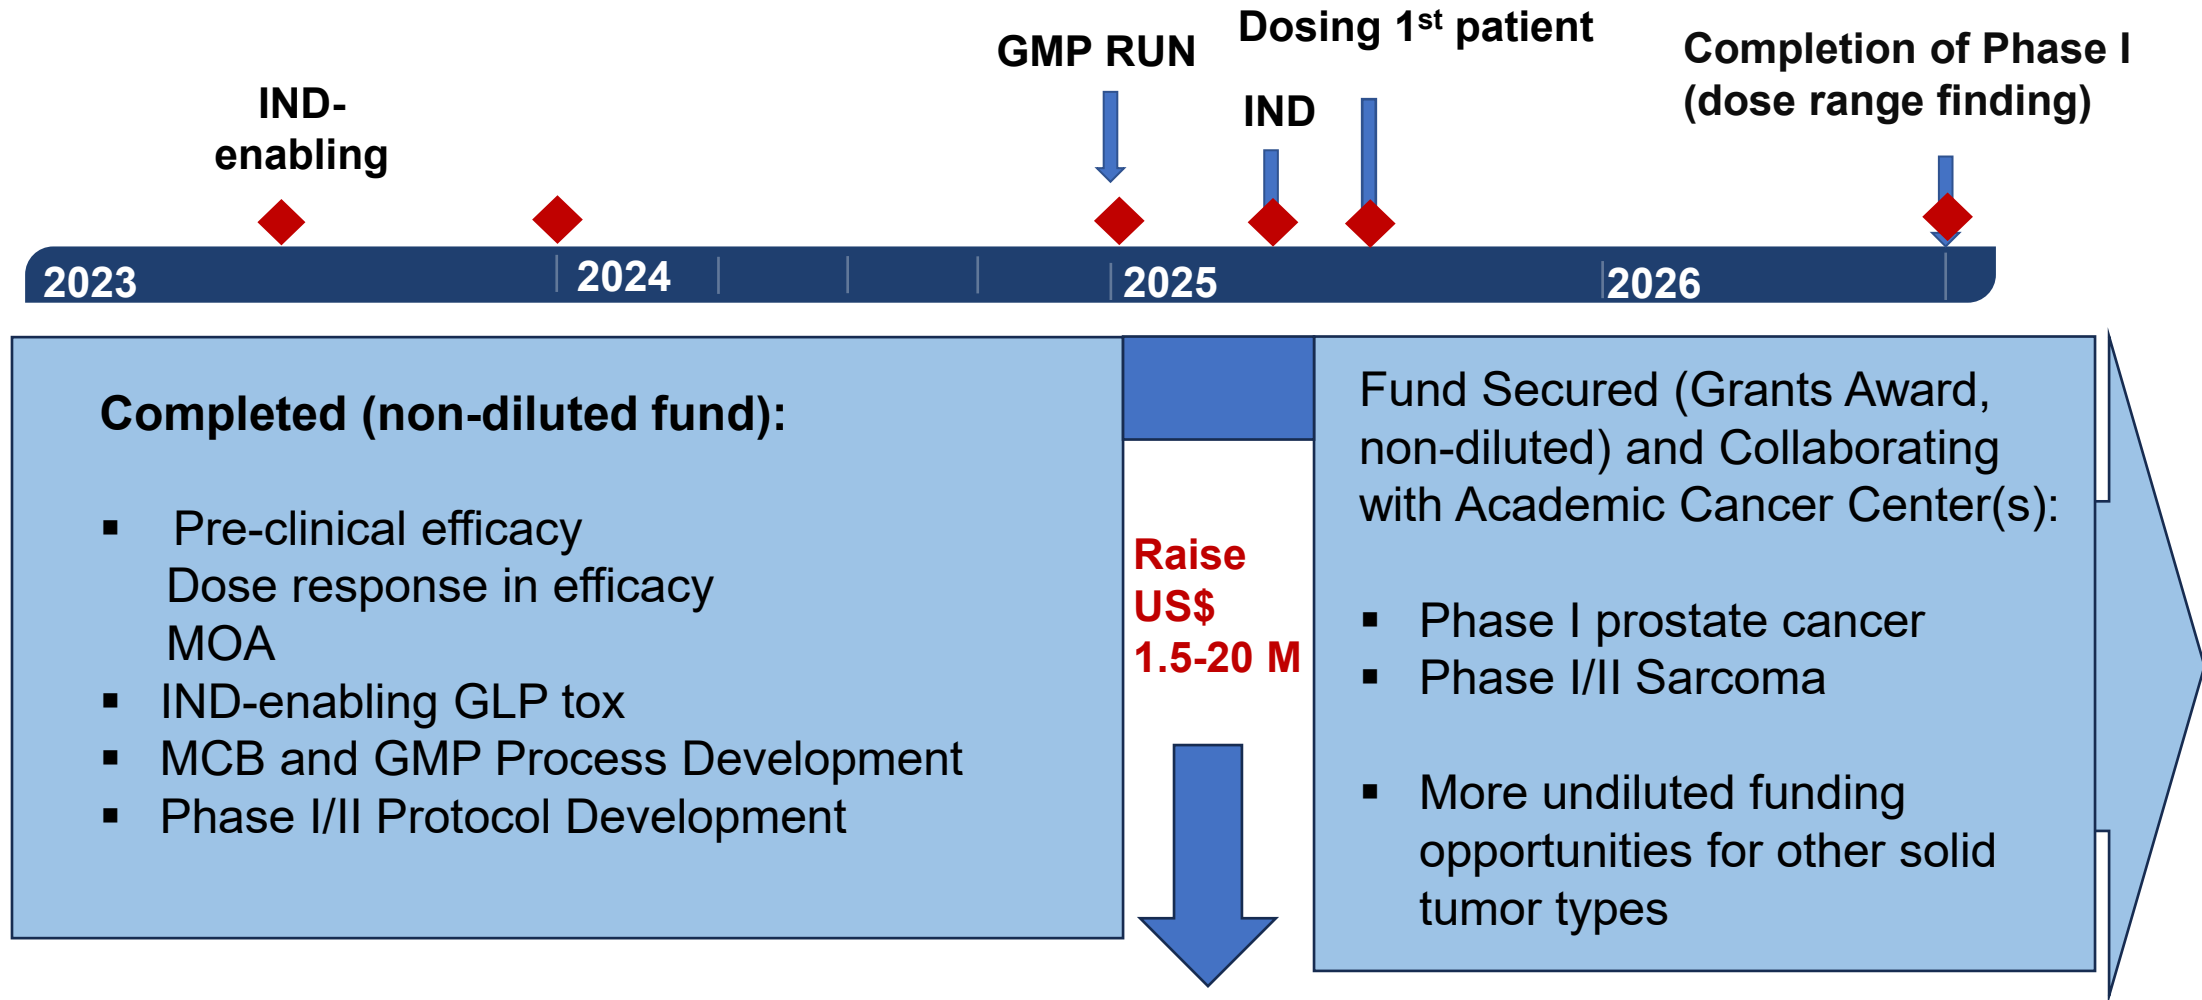 IND-
enabling
GMP RUN
Dosing 1st patient
IND
Completion of Phase I
(dose range finding)
2023
2024
2025
2026
Completed (non-diluted fund):
▪ Pre-clinical efficacy
Dose response in efficacy
MOA
▪ IND-enabling GLP tox
▪ MCB and GMP Process Development
▪ Phase I/II Protocol Development
Raise
US$
1.5-20 M
Fund Secured (Grants Award,
non-diluted) and Collaborating
with Academic Cancer Center(s):
▪ Phase I prostate cancer
▪ Phase I/II Sarcoma
▪ More undiluted funding
opportunities for other solid
tumor types